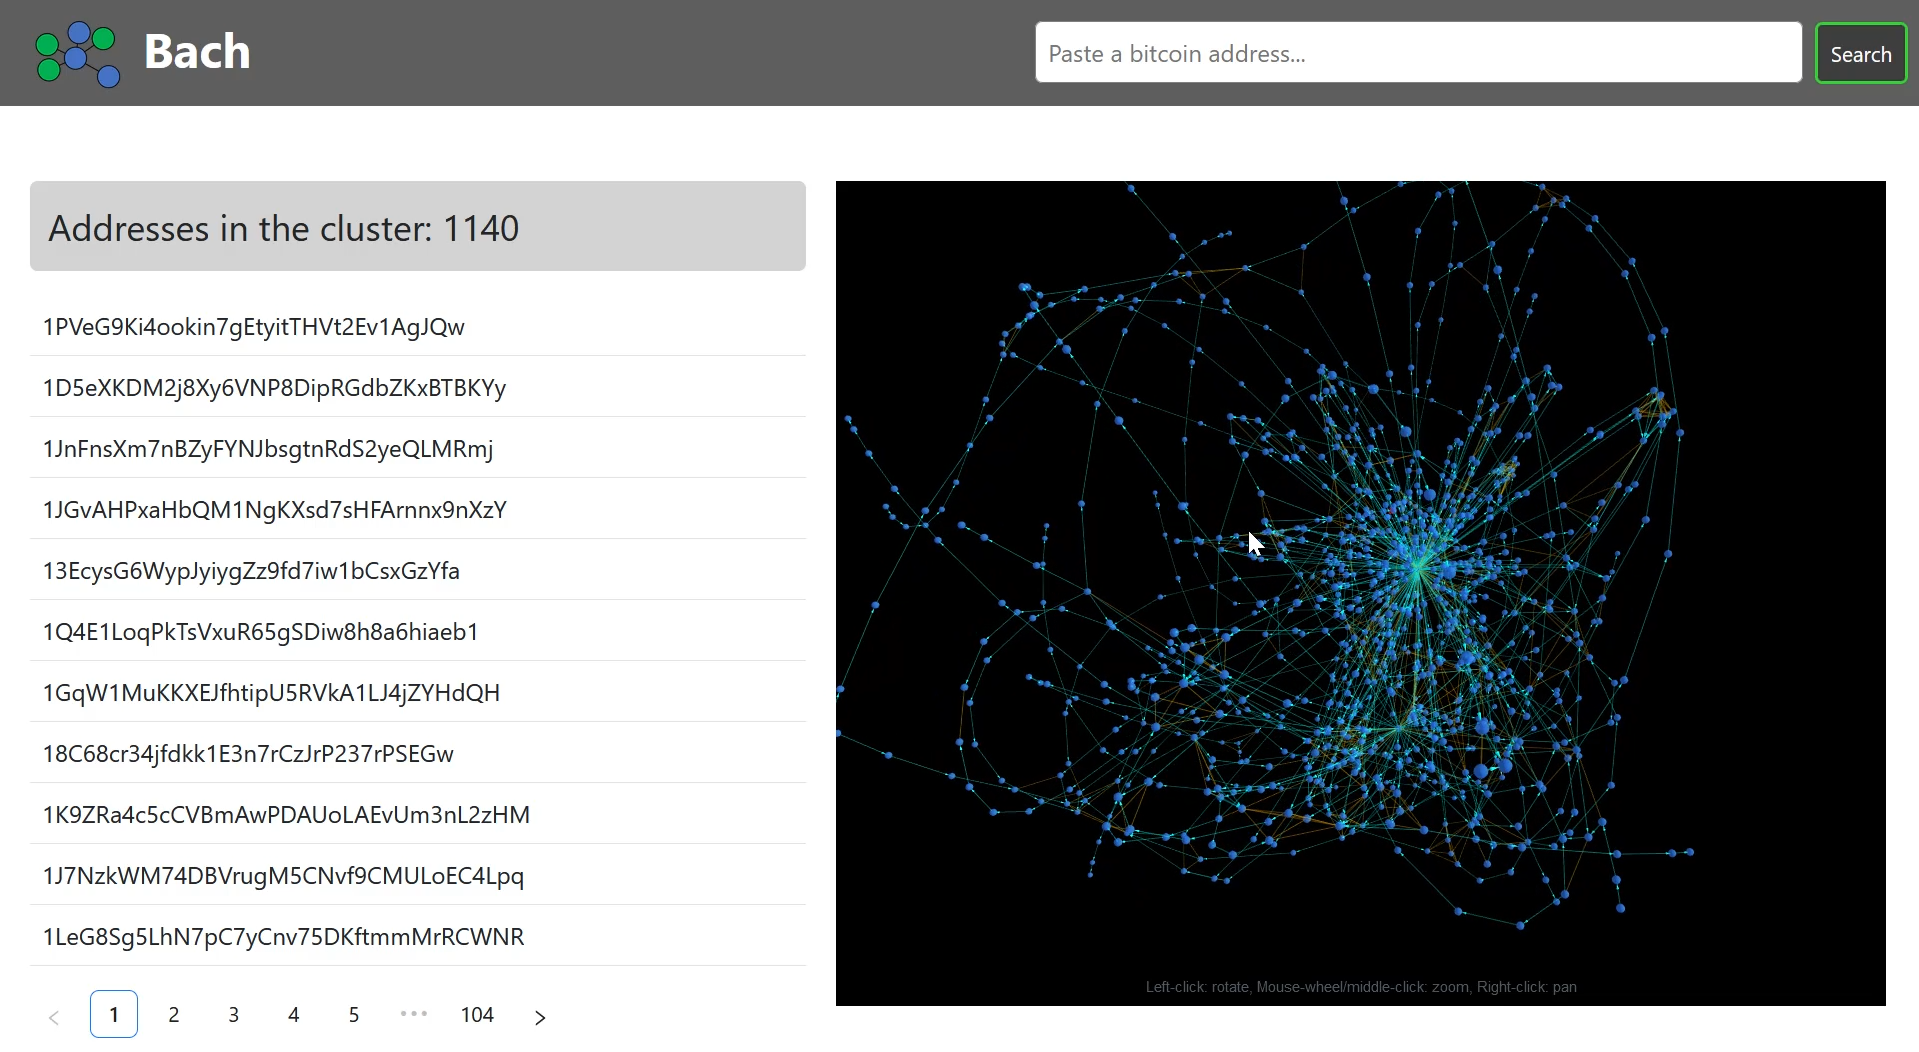 Bach
Paste a bitcoin address...
Search
Addresses in the cluster: 1140
1PVeG9Ki4ookin7gEtyitTHVt2Ev1AgJQw
1D5eXKDM2j8Xy6VNP8DipRGdbZKxBTBKYy
1JnFnsXm7nBZyFYNJbsgtnRdS2yeQLMRmj
1JGvAHPxaHbQM1NgKXsd7sHFArnnx9nXzY
13EcysG6WypJyiygZz9fd7iw1bCsxGzYfa
1Q4E1LoqPkTsVxuR65gSDiw8h8a6hiaeb1
1GqW1MuKKXEJfhtipU5RVkA1LJ4jZYHdQH
18C68cr34jfdkk1E3n7rCzJrP237rPSEGw
1K9ZRa4c5cCVBmAwPDAUoLAEvUm3nL2zHM
1J7NzkWM74DBVrugM5CNvf9CMULoEC4Lpq
1LeG8Sg5LhN7pC7yCnv75DKftmmMrRCWNR
< 1 2 3 4 5 ••• 104 >
Left-click: rotate, Mouse-wheel/middle-click: zoom, Right-click: pan